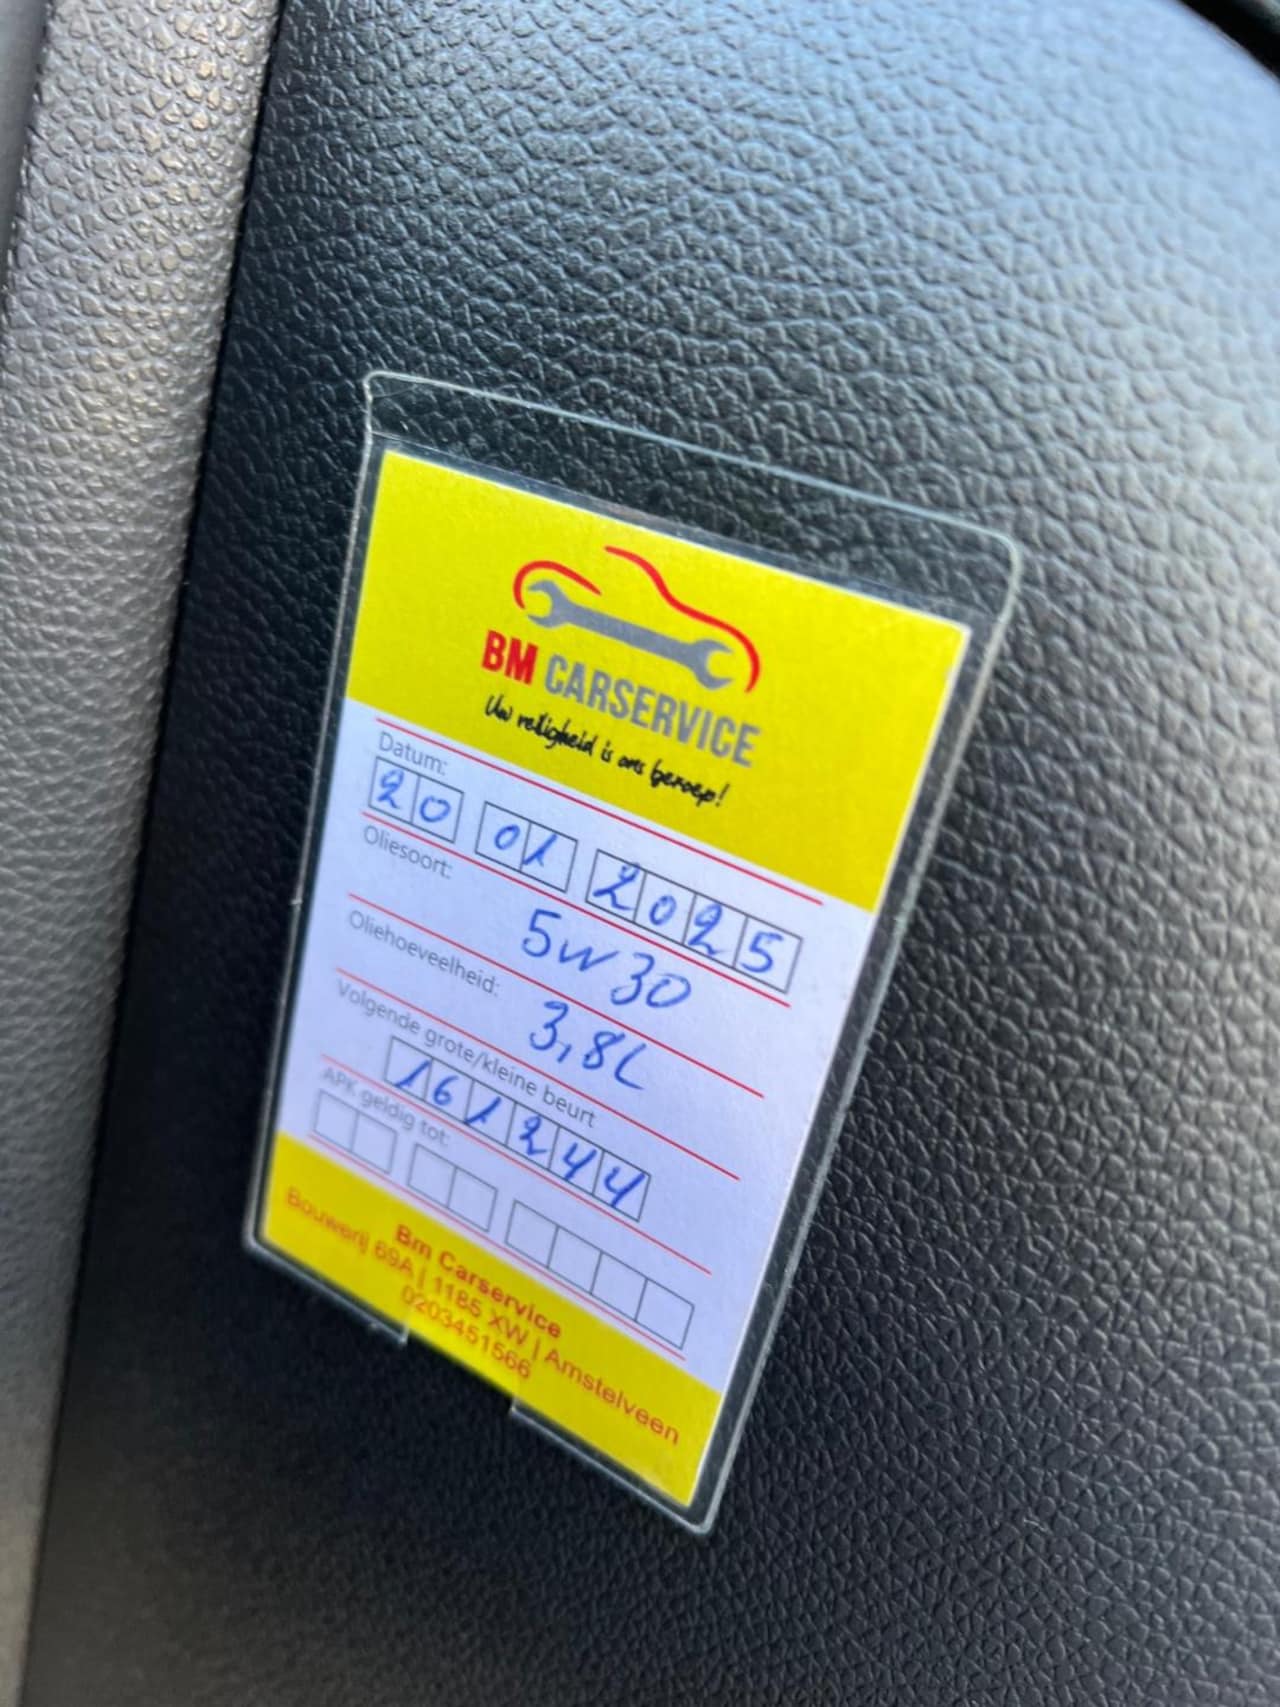 BM CARSERVICE
Uw veiligheid is ons beroep!
Datum:
20 01 2025
Oliesoort:
5W30
Oliehoeveelheid:
3,8L
Volgende grote/kleine beurt
161244
APK geldig tot:
Bm Carservice
Bouwerij 69A | 1185 XW | Amstelveen
0203451566